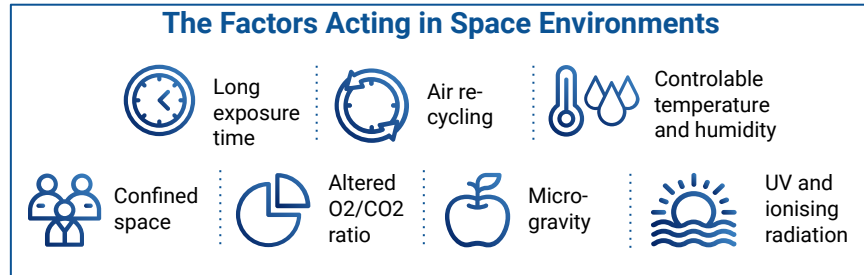 The Factors Acting in Space Environments
Long
exposure
time
Air re-
cycling
Controlable
temperature
and humidity
Confined
space
Altered
O2/CO2
ratio
Micro-
gravity
UV and
ionising
radiation